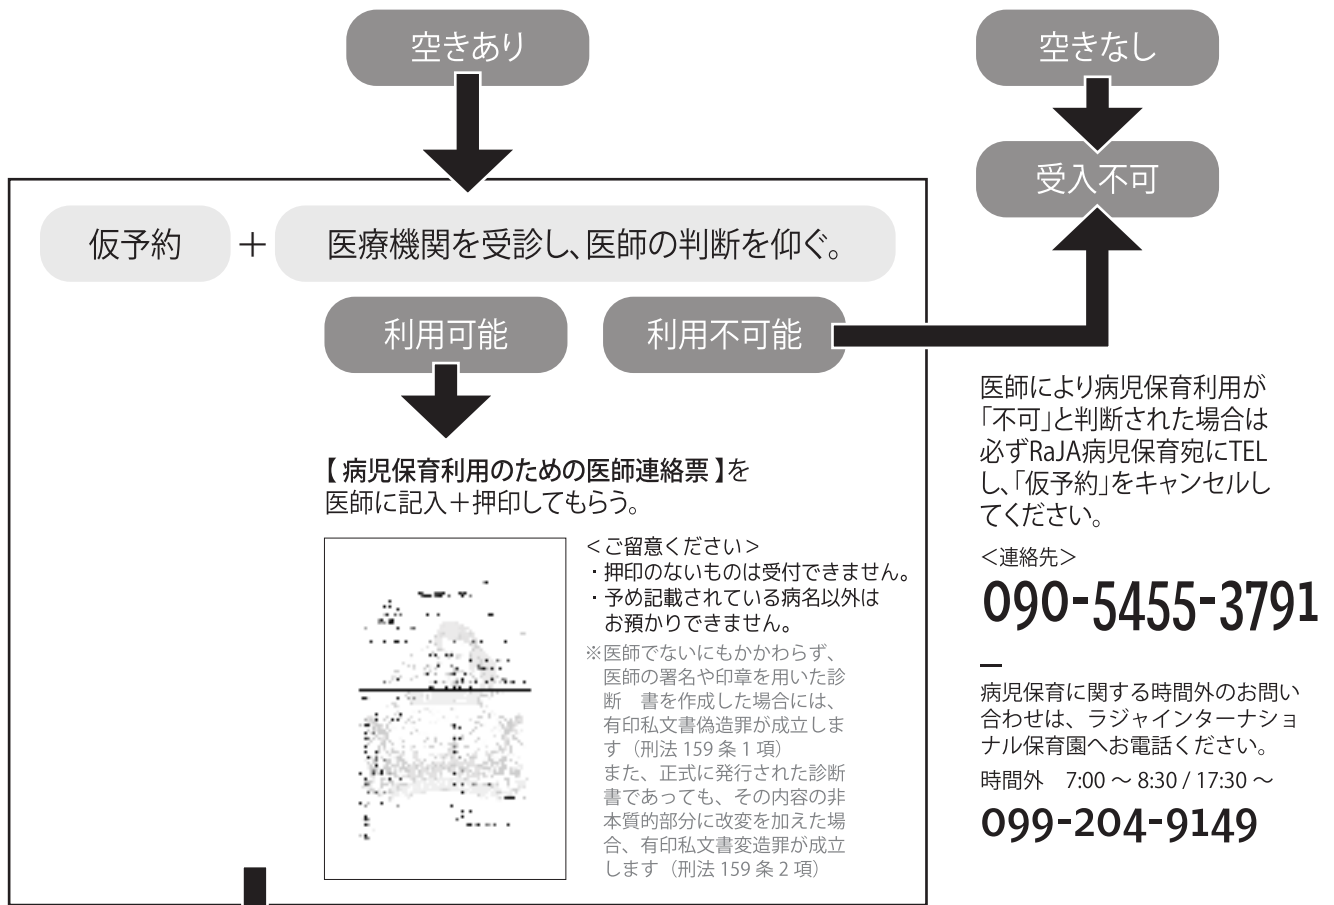 空きあり
空きなし
受入不可
仮予約
+
医療機関を受診し、医師の判断を仰ぐ。
利用可能
利用不可能
【病児保育利用のための医師連絡票】を
医師に記入＋押印してもらう。
＜ご留意ください＞
・押印のないものは受付できません。
・予め記載されている病名以外は
お預かりできません。
※医師でないにもかかわらず、
医師の署名や印章を用いた診
断　書を作成した場合には、
有印私文書偽造罪が成立しま
す（刑法 159 条 1 項）
また、正式に発行された診断
書であっても、その内容の非
本質的部分に改変を加えた場
合、有印私文書変造罪が成立
します（刑法 159 条 2 項）
医師により病児保育利用が
「不可」と判断された場合は
必ずRaJA病児保育宛にTEL
し、「仮予約」をキャンセルし
てください。
＜連絡先＞
090-5455-3791
病児保育に関する時間外のお問い
合わせは、ラジャインターナショ
ナル保育園へお電話ください。
時間外　7:00 ～ 8:30 / 17:30 ～
099-204-9149